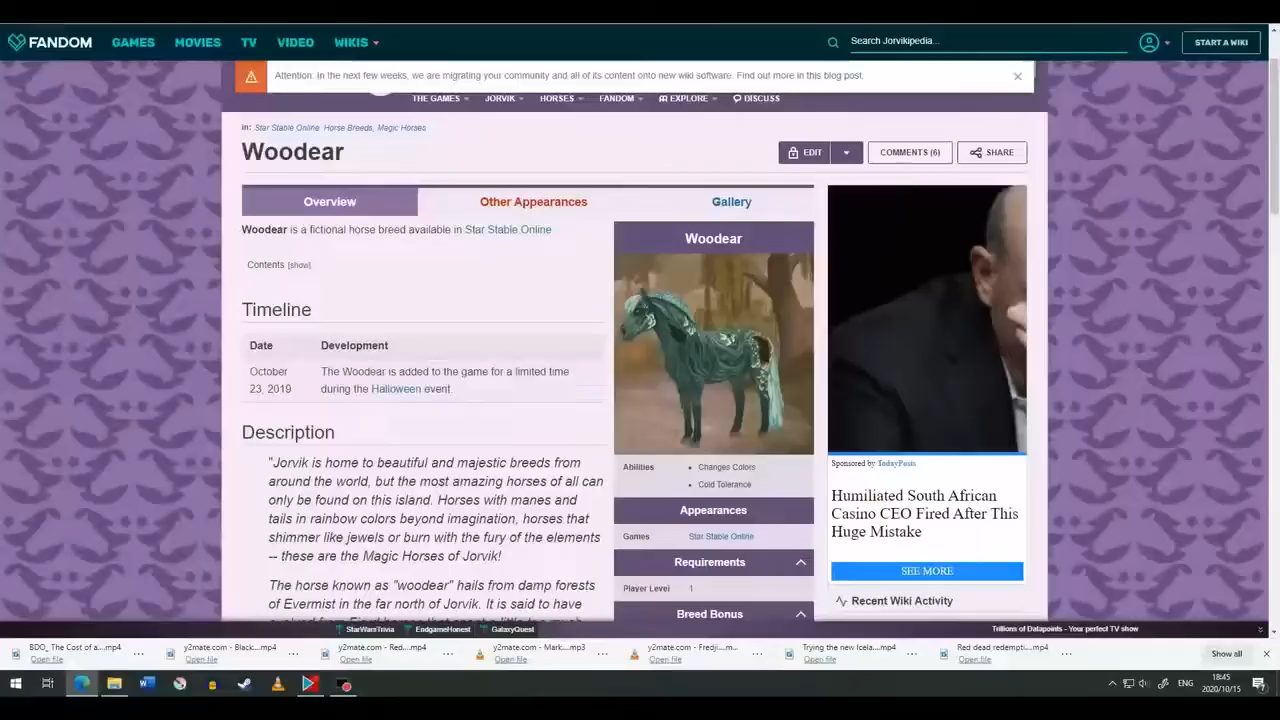 FANDOM GAMES MOVIES TV VIDEO WIKIS Search Jorvikipedia... START A WIKI
Attention: in the next few weeks, we are migrating your community and all of its content onto new wiki software. Find out more in this blog post.
THE GAMES JORVIK HORSES FANDOM EXPLORE DISCUSS
in: Star Stable Online Horse Breeds, Magic Horses
Woodear
EDIT COMMENTS (6) SHARE
Overview Other Appearances Gallery
Woodear is a fictional horse breed available in Star Stable Online
Contents [show]
Timeline
Date Development
October 23, 2019
The Woodear is added to the game for a limited time
during the Halloween event.
Description
"Jorvik is home to beautiful and majestic breeds from
around the world, but the most amazing horses of all can
only be found on this island. Horses with manes and
tails in rainbow colors beyond imagination, horses that
shimmer like jewels or burn with the fury of the elements
-- these are the Magic Horses of Jorvik!
The horse known as "woodear" hails from damp forests
of Evermist in the far north of Jorvik. It is said to have
Woodear
Abilities
Changes Colors
Cold Tolerance
Appearances
Games Star Stable Online
Requirements
Player Level 1
Breed Bonus
Sponsored by TodayPosts
Humiliated South African
Casino CEO Fired After This
Huge Mistake
SEE MORE
Recent Wiki Activity
StarWarsTrivia EndgameHonest GalaxyQuest Trillions of Datapoints - Your perfect TV show
BDO_ The Cost of a....mp4 y2mate.com - Black....mp4 y2mate.com - Red....mp4 y2mate.com - Mark....mp3 y2mate.com - Fredji....m... Trying the new Icela....mp4 Red dead redempti....mp4
Open file Open file Open file Open file Open file Open file Open file
Show all
ENG
18:45
2020/10/15